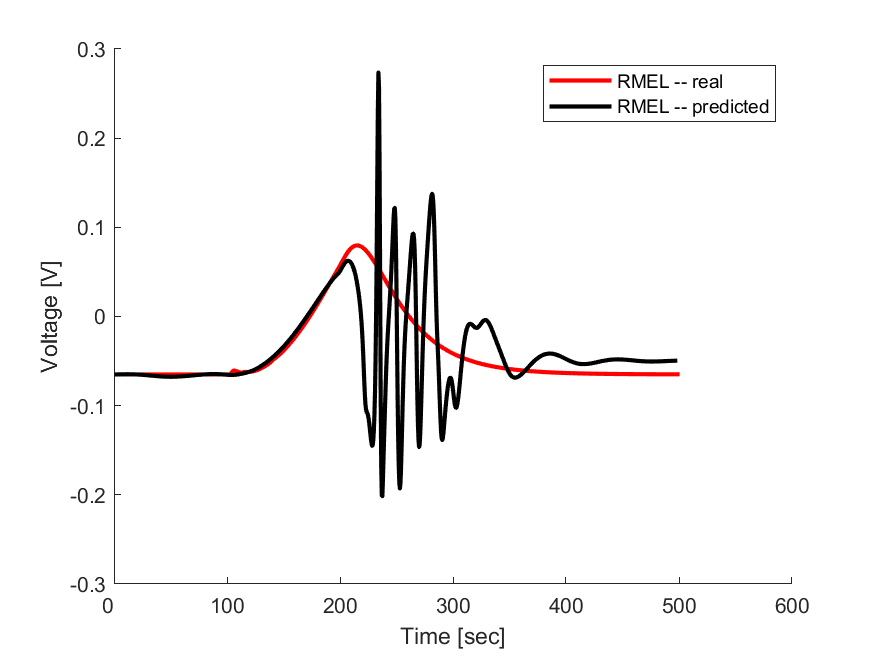 0.3
0.2
0.1
0
-0.1
-0.2
-0.3
Voltage [V]
RMEL -- real
RMEL -- predicted
0 100 200 300 400 500 600
Time [sec]